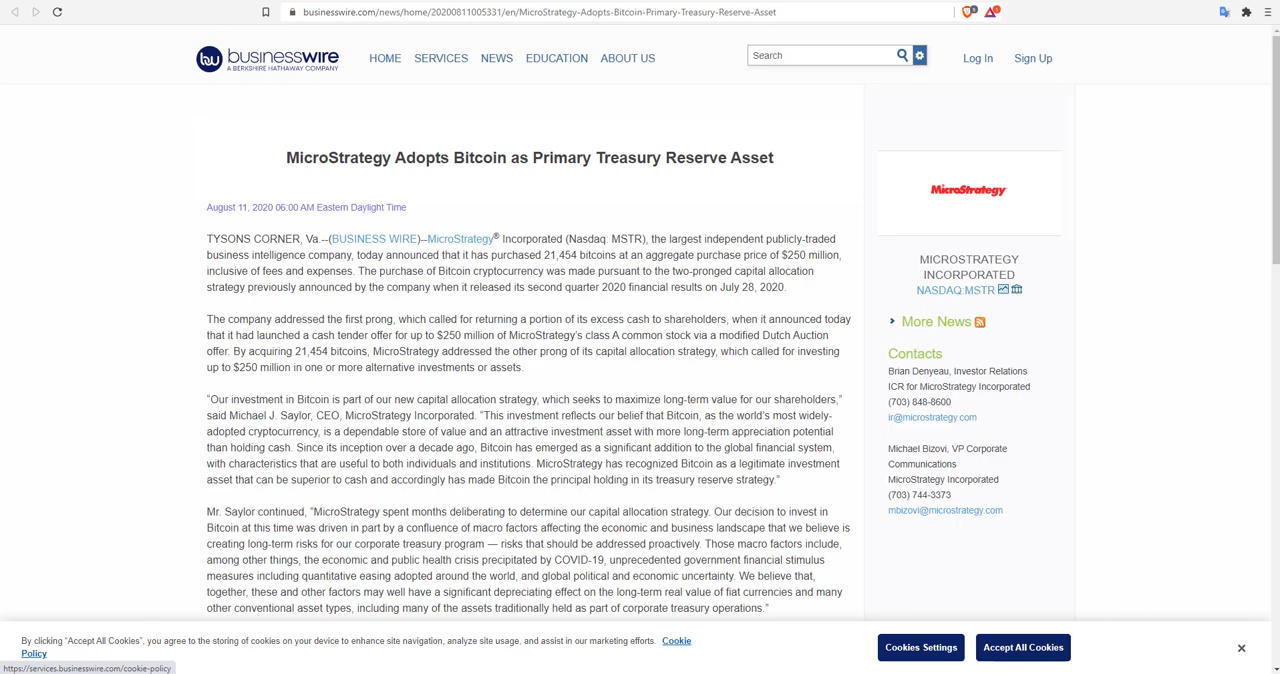 businesswire.com/news/home/20200811005331/en/MicroStrategy-Adopts-Bitcoin-Primary-Treasury-Reserve-Asset
businesswire
A BERKSHIRE HATHAWAY COMPANY
HOME SERVICES NEWS EDUCATION ABOUT US
Search
Log In Sign Up
MicroStrategy Adopts Bitcoin as Primary Treasury Reserve Asset
August 11, 2020 06:00 AM Eastern Daylight Time
TYSONS CORNER, Va.--(BUSINESS WIRE)--MicroStrategy® Incorporated (Nasdaq: MSTR), the largest independent publicly-traded
business intelligence company, today announced that it has purchased 21,454 bitcoins at an aggregate purchase price of $250 million,
inclusive of fees and expenses. The purchase of Bitcoin cryptocurrency was made pursuant to the two-pronged capital allocation
strategy previously announced by the company when it released its second quarter 2020 financial results on July 28, 2020.
The company addressed the first prong, which called for returning a portion of its excess cash to shareholders, when it announced today
that it had launched a cash tender offer for up to $250 million of MicroStrategy's class A common stock via a modified Dutch Auction
offer. By acquiring 21,454 bitcoins, MicroStrategy addressed the other prong of its capital allocation strategy, which called for investing
up to $250 million in one or more alternative investments or assets.
“Our investment in Bitcoin is part of our new capital allocation strategy, which seeks to maximize long-term value for our shareholders,”
said Michael J. Saylor, CEO, MicroStrategy Incorporated. “This investment reflects our belief that Bitcoin, as the world's most widely-
adopted cryptocurrency, is a dependable store of value and an attractive investment asset with more long-term appreciation potential
than holding cash. Since its inception over a decade ago, Bitcoin has emerged as a significant addition to the global financial system,
with characteristics that are useful to both individuals and institutions. MicroStrategy has recognized Bitcoin as a legitimate investment
asset that can be superior to cash and accordingly has made Bitcoin the principal holding in its treasury reserve strategy.”
Mr. Saylor continued, “MicroStrategy spent months deliberating to determine our capital allocation strategy. Our decision to invest in
Bitcoin at this time was driven in part by a confluence of macro factors affecting the economic and business landscape that we believe is
creating long-term risks for our corporate treasury program — risks that should be addressed proactively. Those macro factors include,
among other things, the economic and public health crisis precipitated by COVID-19, unprecedented government financial stimulus
measures including quantitative easing adopted around the world, and global political and economic uncertainty. We believe that,
together, these and other factors may well have a significant depreciating effect on the long-term real value of fiat currencies and many
other conventional asset types, including many of the assets traditionally held as part of corporate treasury operations.”
MicroStrategy
MICROSTRATEGY
INCORPORATED
NASDAQ:MSTR
More News
Contacts
Brian Denyeau, Investor Relations
ICR for MicroStrategy Incorporated
(703) 848-8600
ir@microstrategy.com
Michael Bizovi, VP Corporate
Communications
MicroStrategy Incorporated
(703) 744-3373
mbizovi@microstrategy.com
By clicking “Accept All Cookies”, you agree to the storing of cookies on your device to enhance site navigation, analyze site usage, and assist in our marketing efforts. Cookie
Policy
Cookies Settings
Accept All Cookies
https://services.businesswire.com/cookie-policy